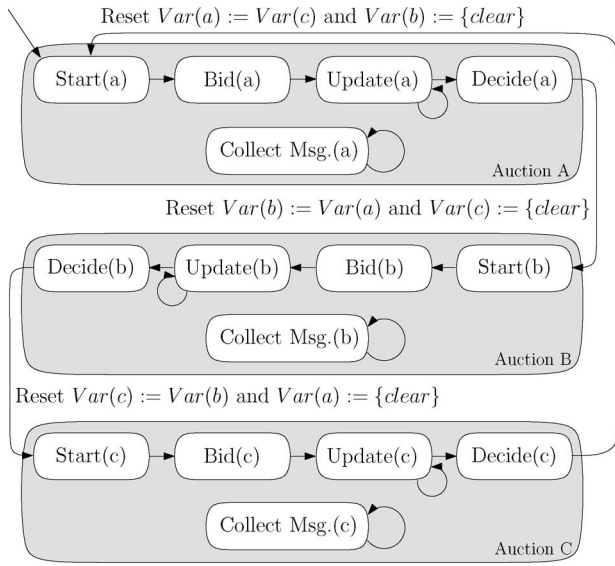 Reset Var(a) := Var(c) and Var(b) := {clear}
Start(a) Bid(a) Update(a) Decide(a)
Collect Msg.(a)
Auction A
Reset Var(b) := Var(a) and Var(c) := {clear}
Decide(b) Update(b) Bid(b) Start(b)
Collect Msg.(b)
Auction B
Reset Var(c) := Var(b) and Var(a) := {clear}
Start(c) Bid(c) Update(c) Decide(c)
Collect Msg.(c)
Auction C